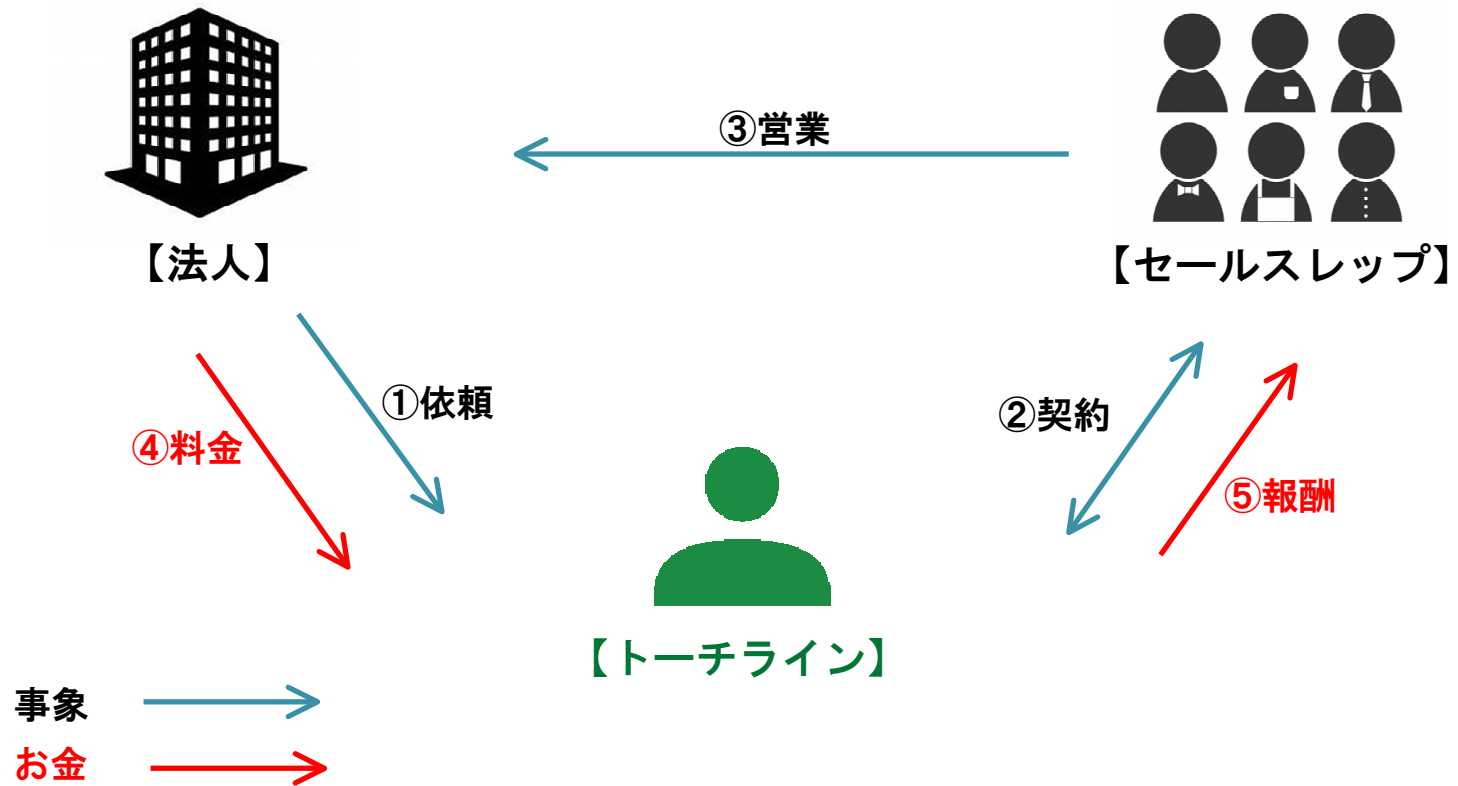 ③営業
【法人】
【セールスレップ】
①依頼
②契約
④料金
⑤報酬
【トーチライン】
事象
お金